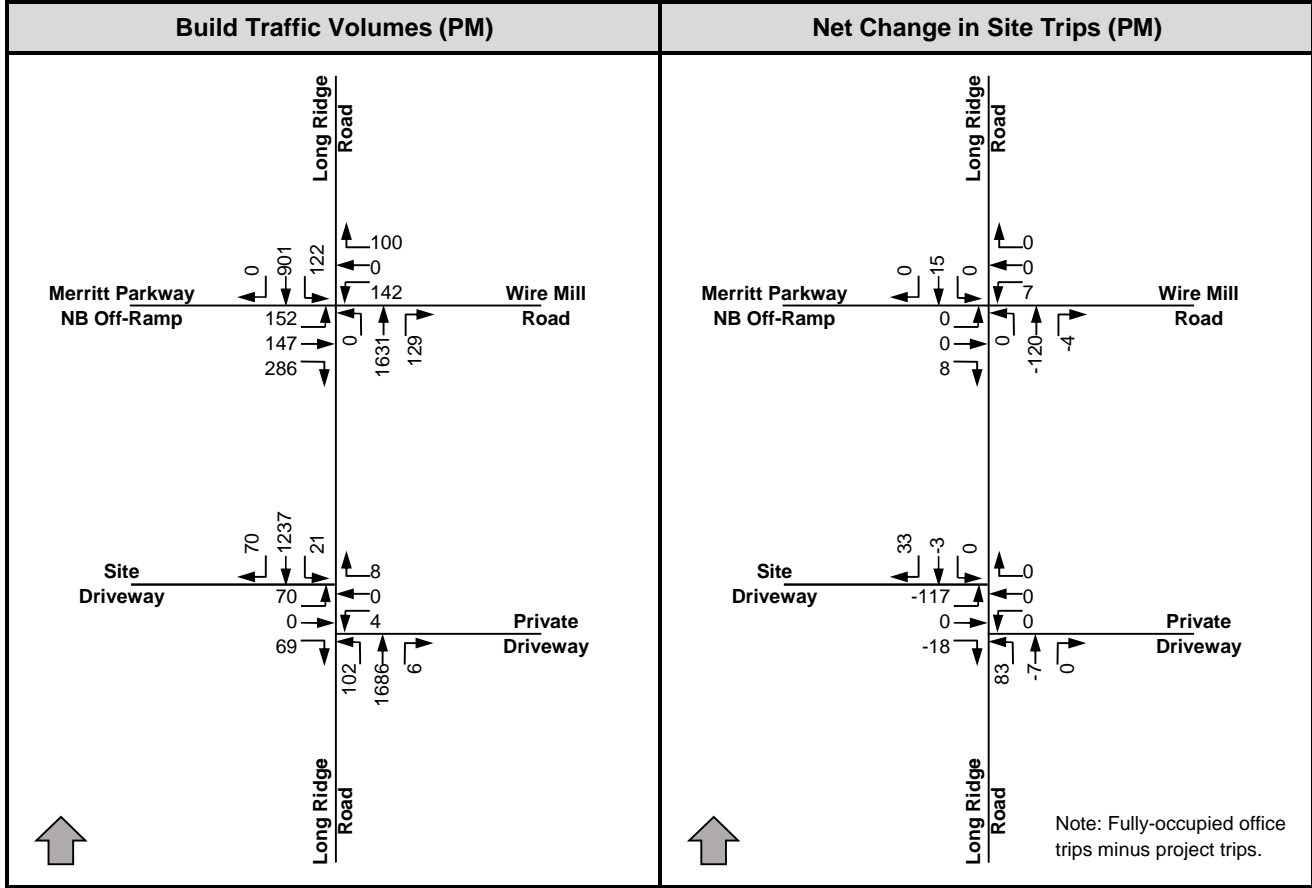 Build Traffic Volumes (PM)
Long Ridge
Road
0
901
122
100
0
142
Merritt Parkway
NB Off-Ramp
Wire Mill
Road
152
147
286
0
1631
129
70
1237
21
8
0
4
Site
Driveway
Private
Driveway
70
0
69
102
1686
6
Long Ridge
Road
Net Change in Site Trips (PM)
Long Ridge
Road
0
15
0
0
0
7
Merritt Parkway
NB Off-Ramp
Wire Mill
Road
0
0
8
0
-120
-4
33
-3
0
0
0
0
Site
Driveway
Private
Driveway
-117
0
-18
83
-7
0
Long Ridge
Road
Note: Fully-occupied office
trips minus project trips.